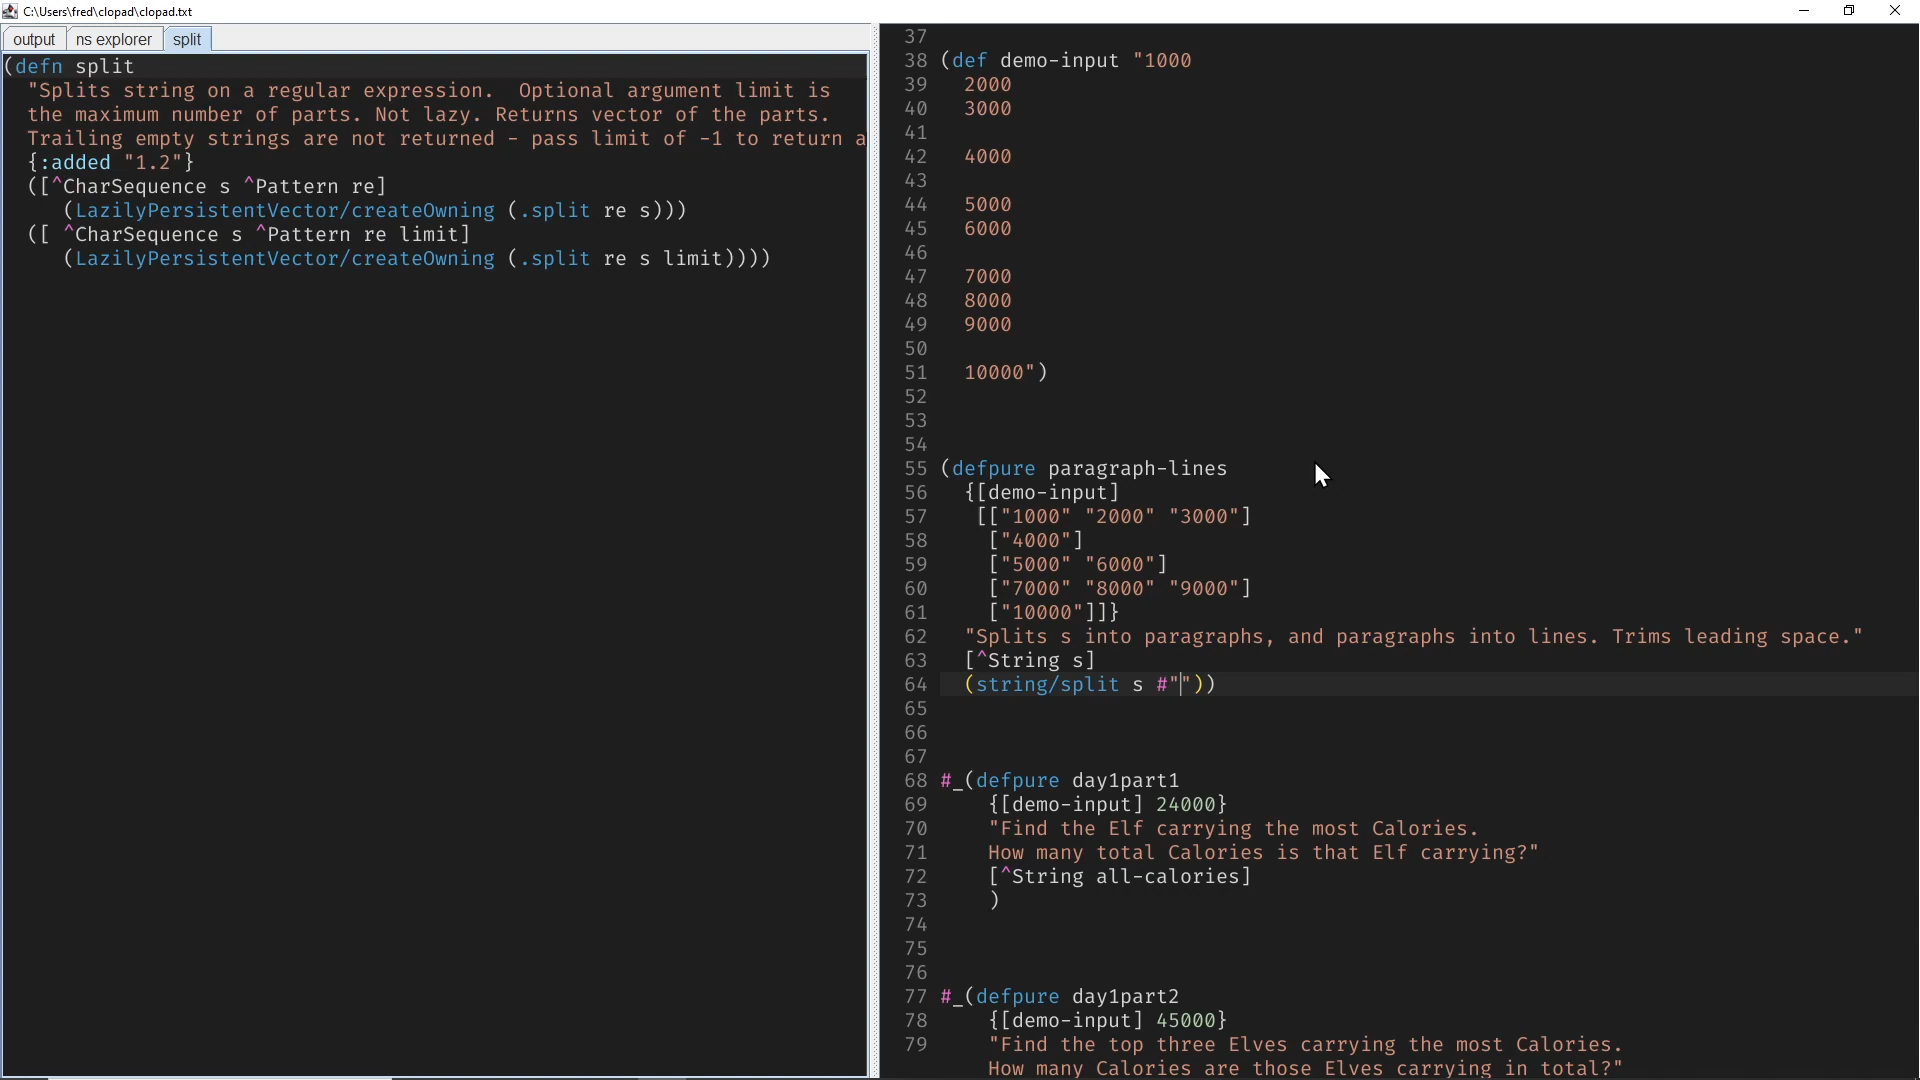 C:\Users\fred\clopad\clopad.txt
output ns explorer split
(defn split
"Splits string on a regular expression.  Optional argument limit is
the maximum number of parts. Not lazy. Returns vector of the parts.
Trailing empty strings are not returned - pass limit of -1 to return a
{:added "1.2"}
([^CharSequence s ^Pattern re]
(LazilyPersistentVector/createOwning (.split re s)))
([ ^CharSequence s ^Pattern re limit]
(LazilyPersistentVector/createOwning (.split re s limit))))
37
38 (def demo-input "1000
39 2000
40 3000
41
42 4000
43
44 5000
45 6000
46
47 7000
48 8000
49 9000
50
51 10000")
52
53
54
55 (defpure paragraph-lines
56 {[demo-input]
57 [["1000" "2000" "3000"]
58 ["4000"]
59 ["5000" "6000"]
60 ["7000" "8000" "9000"]
61 ["10000"]]}
62 "Splits s into paragraphs, and paragraphs into lines. Trims leading space."
63 [^String s]
64 (string/split s #""))
65
66
67
68 #_(defpure day1part1
69 {[demo-input] 24000}
70 "Find the Elf carrying the most Calories.
71 How many total Calories is that Elf carrying?"
72 [^String all-calories]
73 )
74
75
76
77 #_(defpure day1part2
78 {[demo-input] 45000}
79 "Find the top three Elves carrying the most Calories.
How many Calories are those Elves carrying in total?"